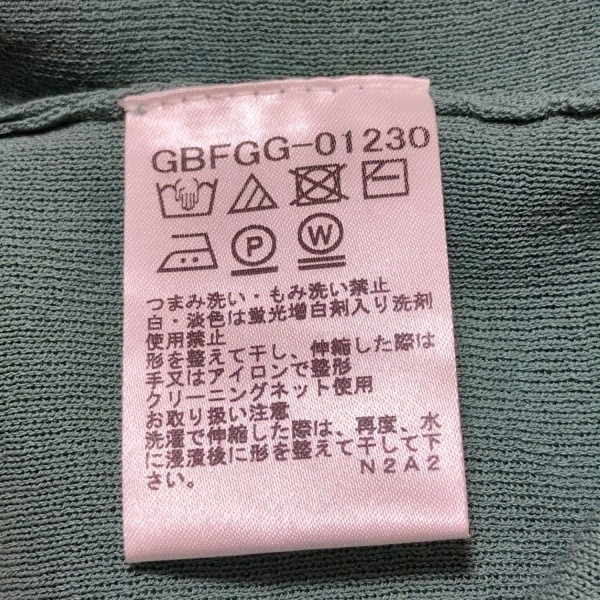 GBFGG-01230
P W
つまみ洗い・もみ洗い禁止
白・淡色は蛍光増白剤入り洗剤
使用禁止
形を整えて干し、伸縮した際は
手又はアイロンで整形
クリーニングネット使用
お取り扱い注意
洗濯で伸縮した際は、再度、水
に浸漬後に形を整えて干して下
さい。
N2A2